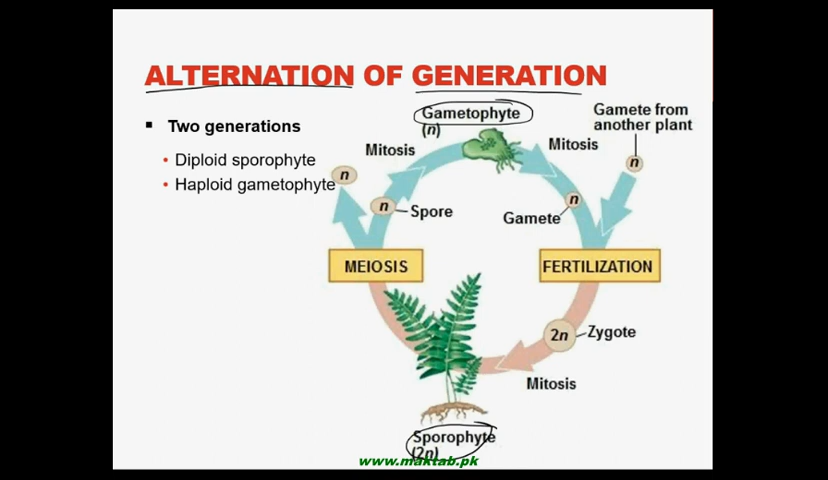 ALTERNATION OF GENERATION
Two generations
Diploid sporophyte
Haploid gametophyte
Gametophyte
(n)
Gamete from
another plant
Mitosis
Mitosis
n
n
n
Spore
n
Gamete
MEIOSIS
FERTILIZATION
2n
Zygote
Mitosis
Sporophyte
(2n)
www.maktab.pk